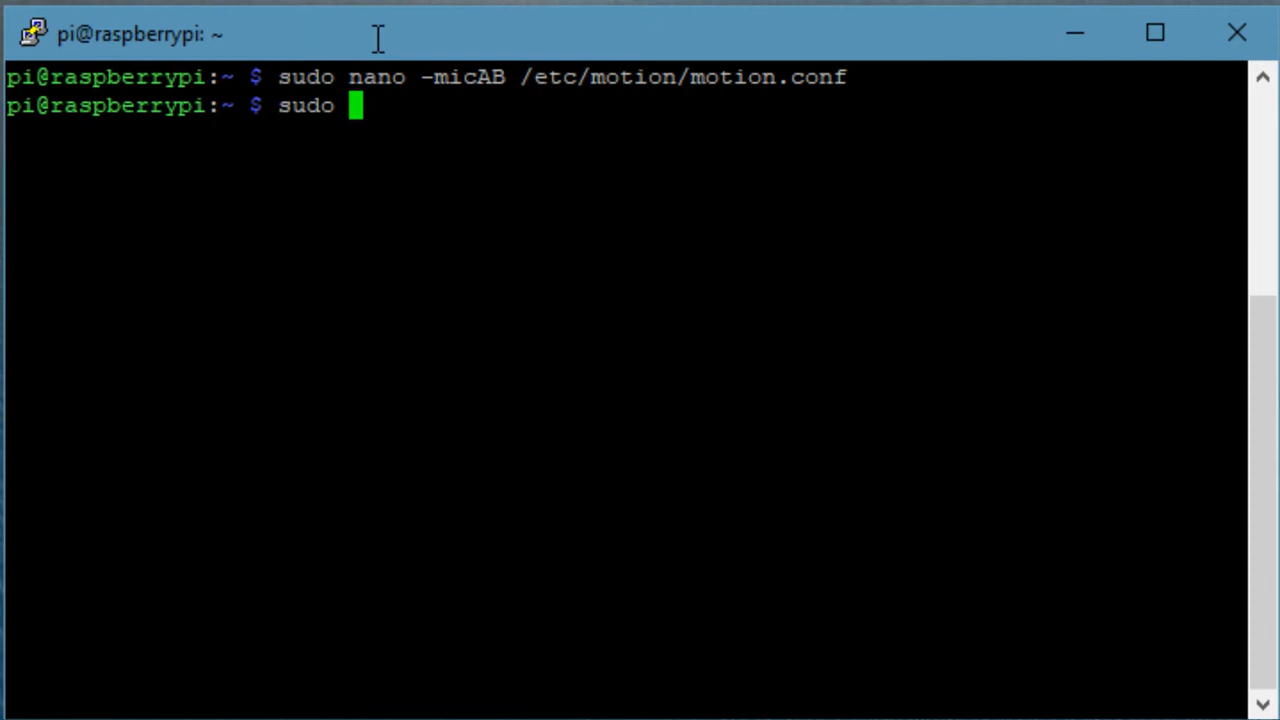 pi@raspberrypi: ~
pi@raspberrypi:~ $ sudo nano -micAB /etc/motion/motion.conf
pi@raspberrypi:~ $ sudo